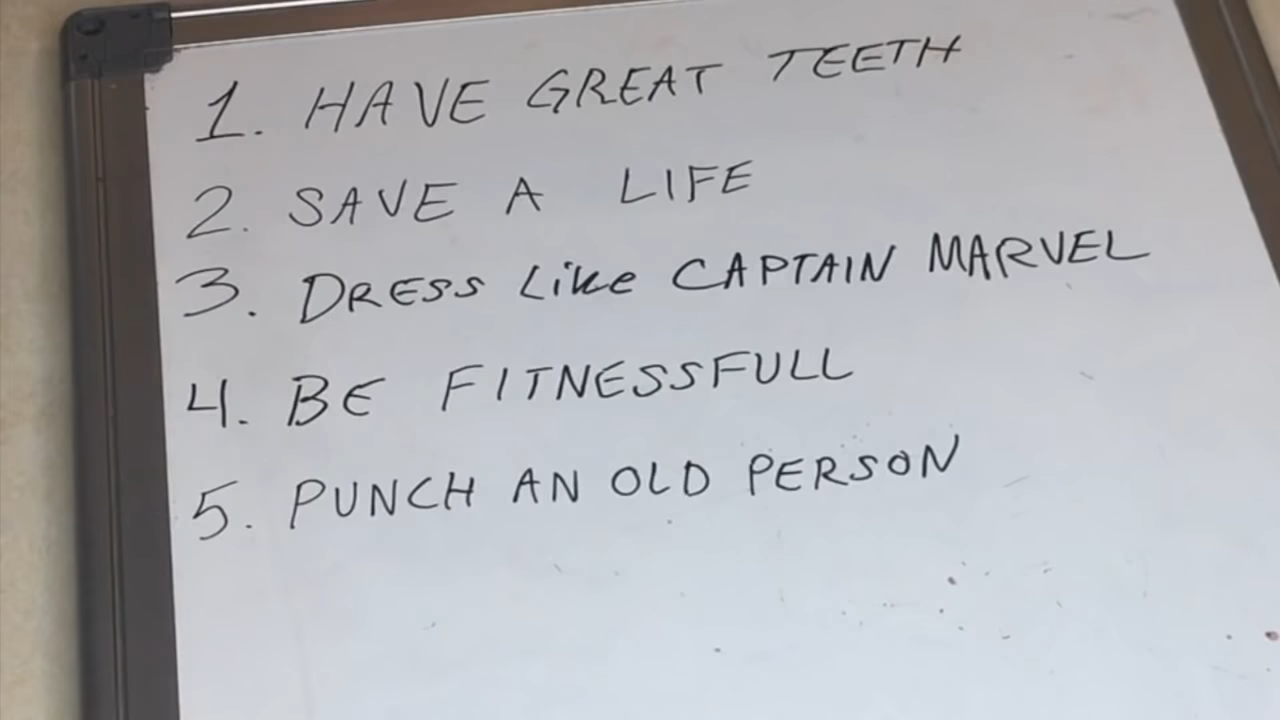 1. HAVE GREAT TEETH
2. SAVE A LIFE
3. DRESS LiKe CAPTAIN MARVEL
4. BE FITNESSFULL
5. PUNCH AN OLD PERSON